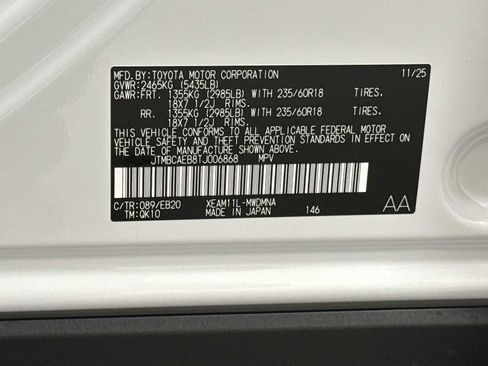 MFD.BY:TOYOTA MOTOR CORPORATION 11/25
GVWR:2465KG (5435LB)
GAWR:FRT. 1355KG (2985LB) WITH 235/60R18 TIRES.
18X7 1/2J RIMS.
RR. 1355KG (2985LB) WITH 235/60R18 TIRES.
18X7 1/2J RIMS.
THIS VEHICLE CONFORMS TO ALL APPLICABLE FEDERAL MOTOR
VEHICLE SAFETY AND THEFT PREVENTION STANDARDS IN EFFECT
ON THE DATE OF MANUFACTURE SHOWN ABOVE.
JTMBCAEB8TJ006868 MPV
C/TR:089/EB20 XEAM11L-MWDMNA
TM:QK10 MADE IN JAPAN 146 AA